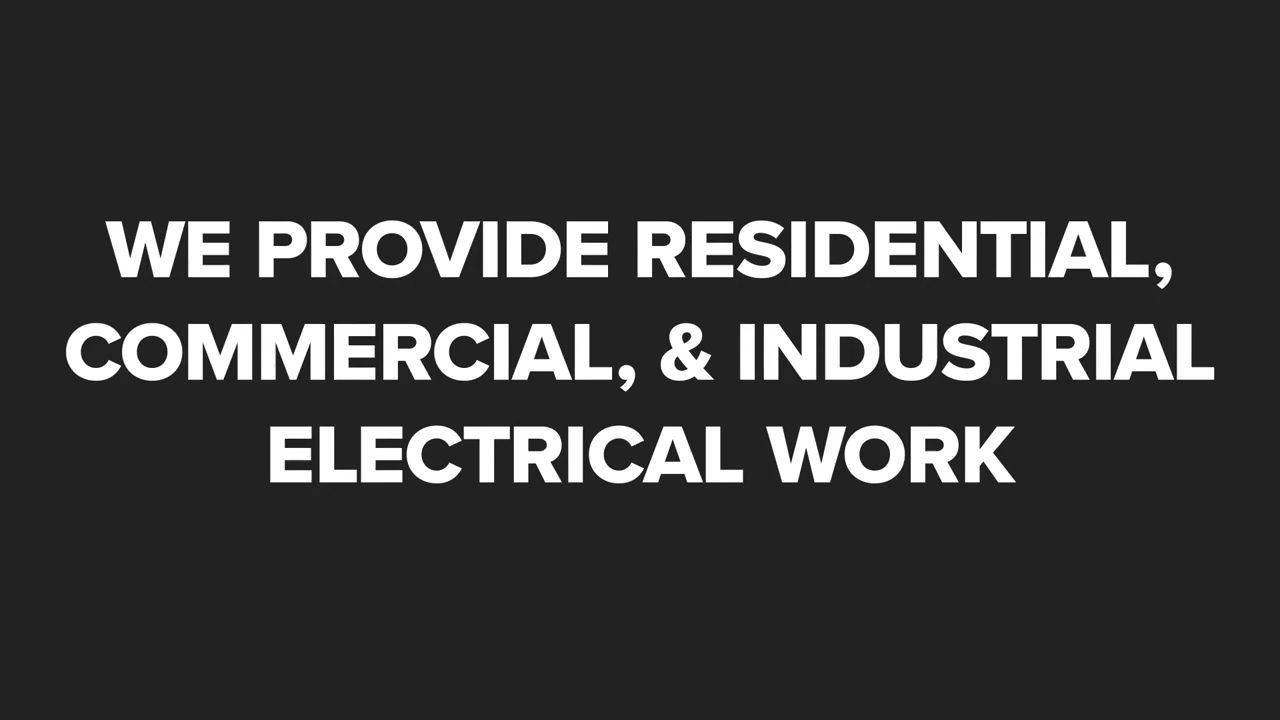 WE PROVIDE RESIDENTIAL,
COMMERCIAL, & INDUSTRIAL
ELECTRICAL WORK